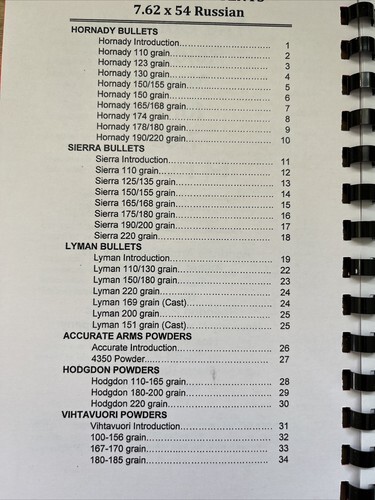 7.62 x 54 Russian
HORNADY BULLETS
Hornady Introduction.............................. 1
Hornady 110 grain................................. 2
Hornady 123 grain................................. 3
Hornady 130 grain................................. 4
Hornady 150/155 grain............................. 5
Hornady 150 grain................................. 6
Hornady 165/168 grain............................. 7
Hornady 174 grain................................. 8
Hornady 178/180 grain............................. 9
Hornady 190/220 grain............................. 10
SIERRA BULLETS
Sierra Introduction............................... 11
Sierra 110 grain.................................. 12
Sierra 125/135 grain.............................. 13
Sierra 150/155 grain.............................. 14
Sierra 165/168 grain.............................. 15
Sierra 175/180 grain.............................. 16
Sierra 190/200 grain.............................. 17
Sierra 220 grain.................................. 18
LYMAN BULLETS
Lyman Introduction................................ 19
Lyman 110/130 grain............................... 22
Lyman 150/180 grain............................... 23
Lyman 220 grain................................... 24
Lyman 169 grain (Cast)............................ 24
Lyman 200 grain................................... 25
Lyman 151 grain (Cast)............................ 25
ACCURATE ARMS POWDERS
Accurate Introduction............................. 26
4350 Powder....................................... 27
HODGDON POWDERS
Hodgdon 110-165 grain............................. 28
Hodgdon 180-200 grain............................. 29
Hodgdon 220 grain................................. 30
VIHTAVUORI POWDERS
Vihtavuori Introduction........................... 31
100-156 grain..................................... 32
167-170 grain..................................... 33
180-185 grain..................................... 34